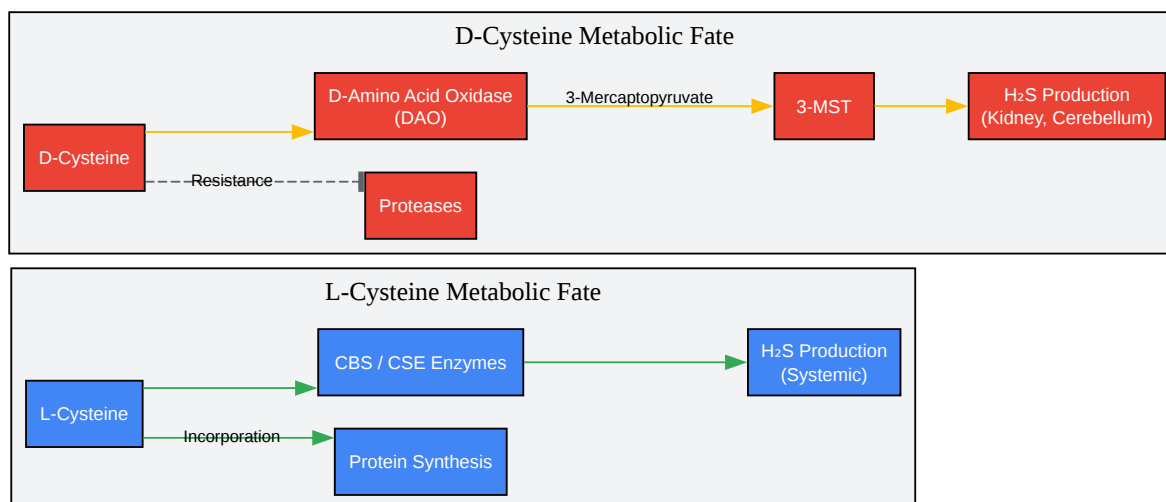 D-Cysteine Metabolic Fate
D-Amino Acid Oxidase
(DAO)
3-Mercaptopyruvate
3-MST
H₂S Production
(Kidney, Cerebellum)
D-Cysteine
Resistance
Proteases
L-Cysteine Metabolic Fate
CBS / CSE Enzymes
H₂S Production
(Systemic)
L-Cysteine
Incorporation
Protein Synthesis